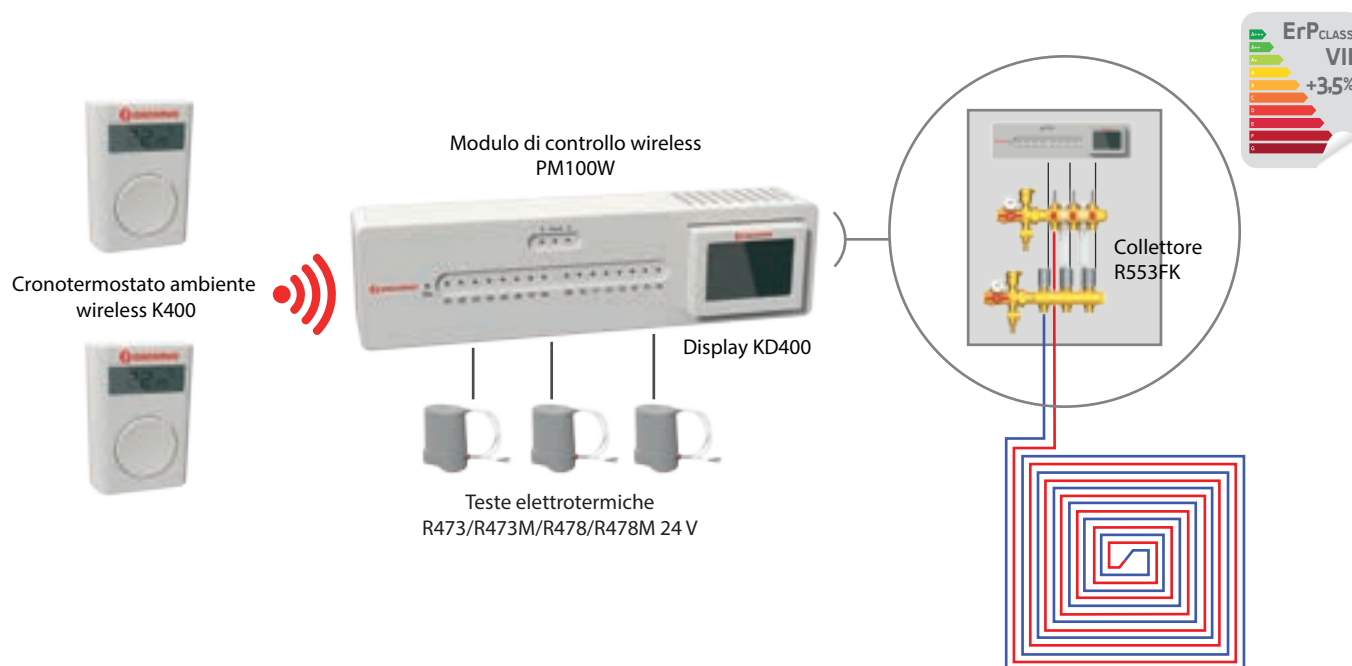 Cronotermostato ambiente
wireless K400
Modulo di controllo wireless
PM100W
Display KD400
Teste elettrotermiche
R473/R473M/R478/R478M 24 V
Collettore
R553FK
ErP CLASS
VII
+3,5%
A+++
A++
A+
C
D
E
F
G